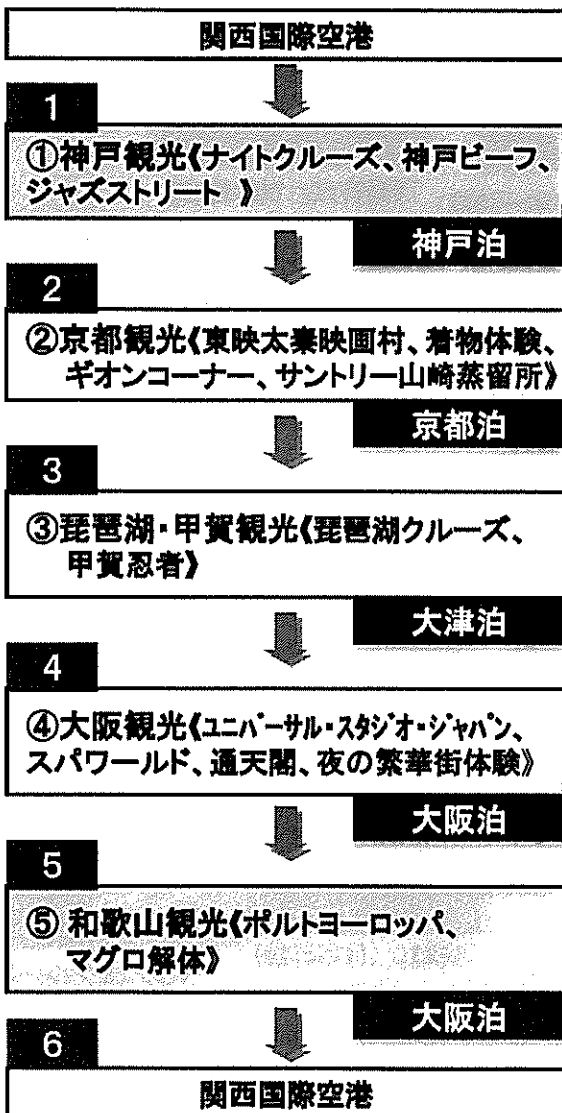 関西国際空港
1
①神戸観光《ナイトクルーズ、神戸ビーフ、
ジャズストリート 》
神戸泊
2
②京都観光《東映太秦映画村、着物体験、
ギオンコーナー、サントリー山崎蒸留所》
京都泊
3
③琵琶湖・甲賀観光《琵琶湖クルーズ、
甲賀忍者》
大津泊
4
④大阪観光《ユニバーサル・スタジオ・ジャパン、
スパワールド、通天閣、夜の繁華街体験》
大阪泊
5
⑤ 和歌山観光《ポルトヨーロッパ、
マグロ解体》
大阪泊
6
関西国際空港